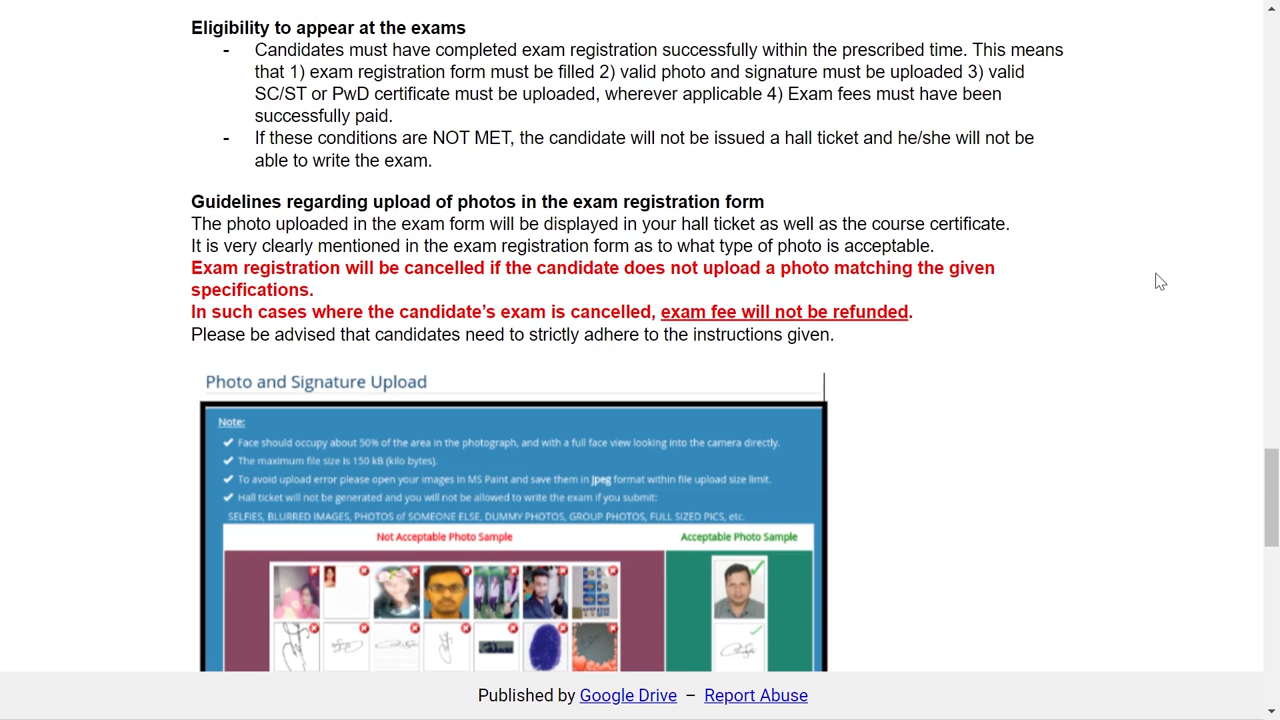 Eligibility to appear at the exams
- Candidates must have completed exam registration successfully within the prescribed time. This means
that 1) exam registration form must be filled 2) valid photo and signature must be uploaded 3) valid
SC/ST or PwD certificate must be uploaded, wherever applicable 4) Exam fees must have been
successfully paid.
- If these conditions are NOT MET, the candidate will not be issued a hall ticket and he/she will not be
able to write the exam.
Guidelines regarding upload of photos in the exam registration form
The photo uploaded in the exam form will be displayed in your hall ticket as well as the course certificate.
It is very clearly mentioned in the exam registration form as to what type of photo is acceptable.
Exam registration will be cancelled if the candidate does not upload a photo matching the given
specifications.
In such cases where the candidate’s exam is cancelled, exam fee will not be refunded.
Please be advised that candidates need to strictly adhere to the instructions given.
Photo and Signature Upload
Note:
✔ Face should occupy about 50% of the area in the photograph, and with a full face view looking into the camera directly.
✔ The maximum file size is 150 kB (kilo bytes).
✔ To avoid upload error please open your images in MS Paint and save them in jpeg format within file upload size limit.
✔ Hall ticket will not be generated and you will not be allowed to write the exam if you submit:
SELFIES, BLURRED IMAGES, PHOTOS of SOMEONE ELSE, DUMMY PHOTOS, GROUP PHOTOS, FULL SIZED PICS, etc.
Not Acceptable Photo Sample
Acceptable Photo Sample
Published by Google Drive – Report Abuse